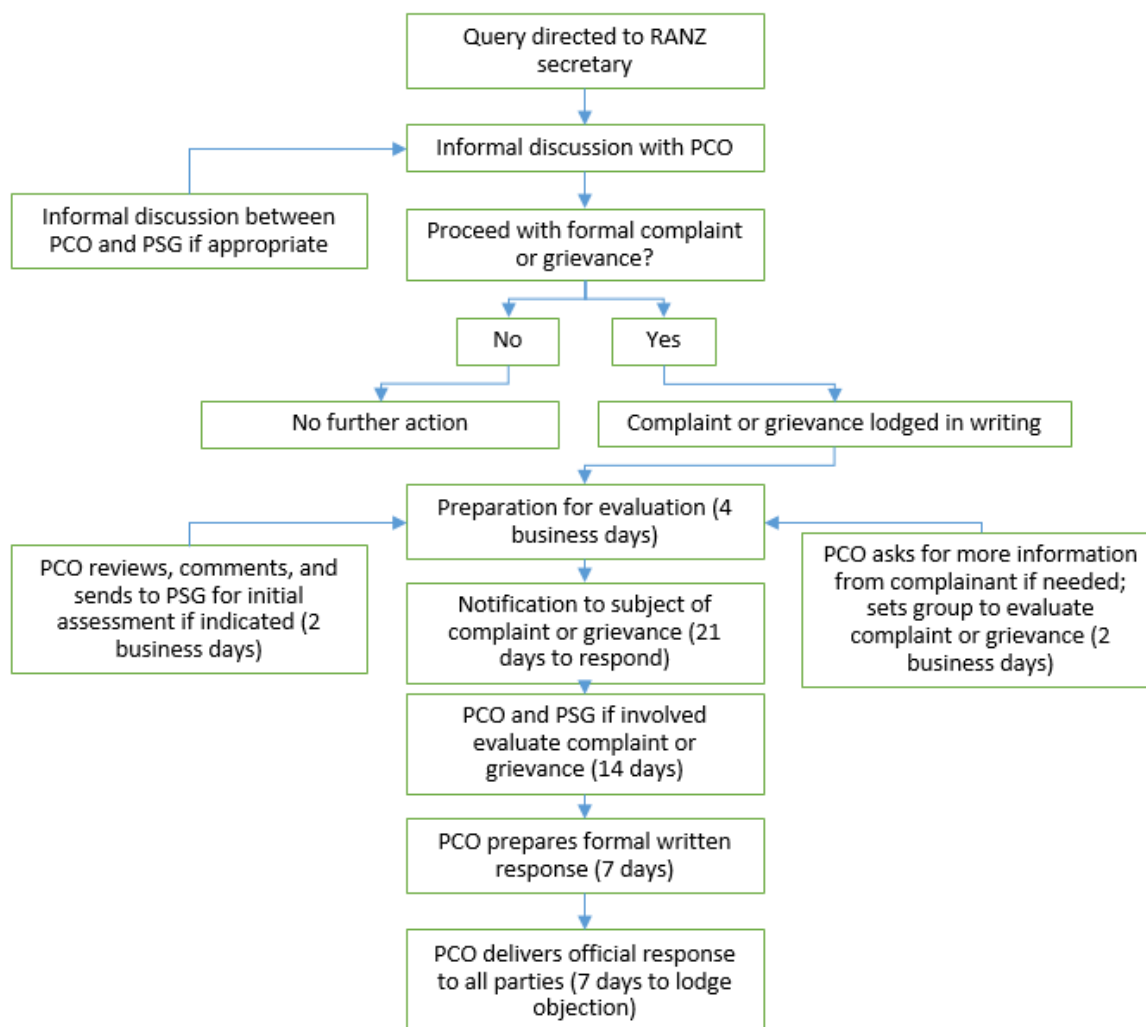 Query directed to RANZ
secretary
Informal discussion with PCO
Informal discussion between
PCO and PSG if appropriate
Proceed with formal complaint
or grievance?
No
Yes
No further action
Complaint or grievance lodged in writing
Preparation for evaluation (4
business days)
PCO reviews, comments, and
sends to PSG for initial
assessment if indicated (2
business days)
PCO asks for more information
from complainant if needed;
sets group to evaluate
complaint or grievance (2
business days)
Notification to subject of
complaint or grievance (21
days to respond)
PCO and PSG if involved
evaluate complaint or
grievance (14 days)
PCO prepares formal written
response (7 days)
PCO delivers official response
to all parties (7 days to lodge
objection)